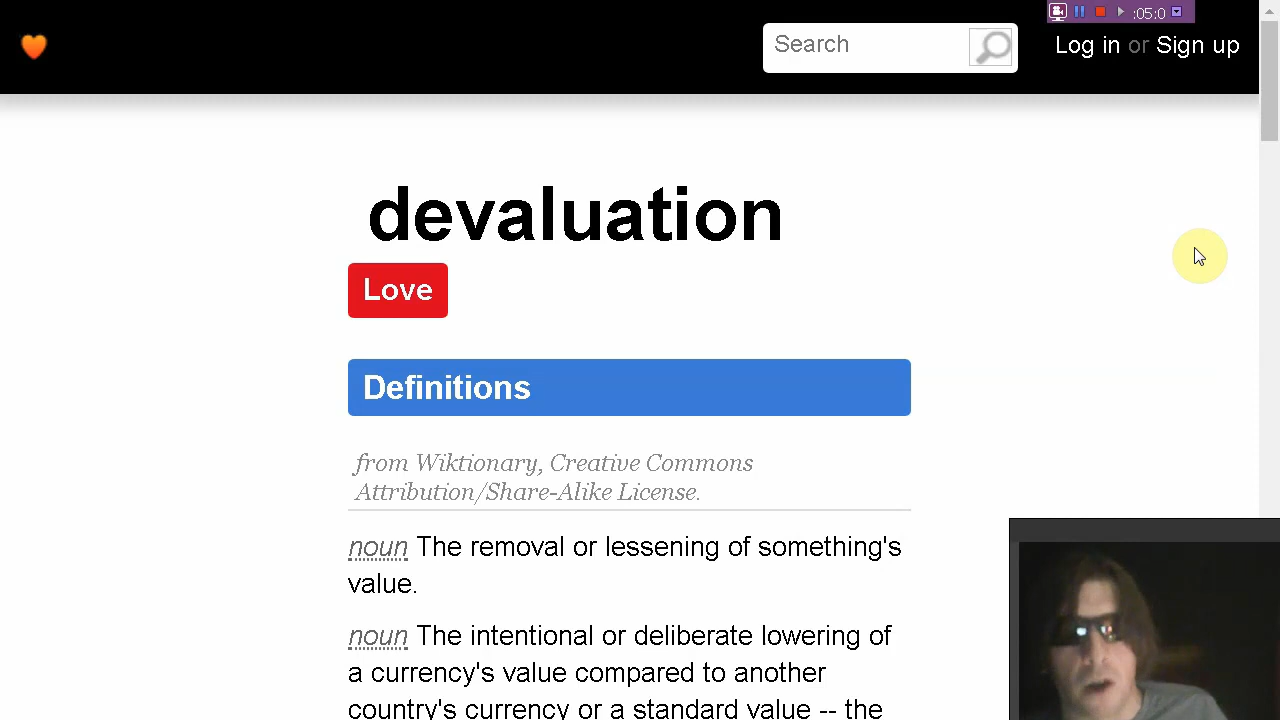 :05:0
Search
Log in or Sign up
devaluation
Love
Definitions
from Wiktionary, Creative Commons
Attribution/Share-Alike License.
noun The removal or lessening of something's
value.
noun The intentional or deliberate lowering of
a currency's value compared to another
country's currency or a standard value -- the